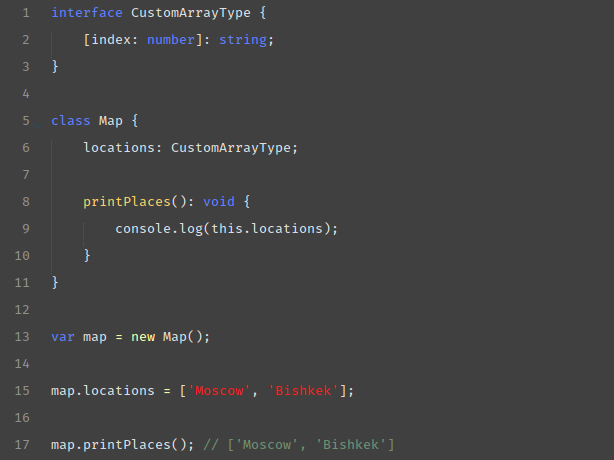 1 interface CustomArrayType {
2 [index: number]: string;
3 }
4
5 class Map {
6 locations: CustomArrayType;
7
8 printPlaces(): void {
9 console.log(this.locations);
10 }
11 }
12
13 var map = new Map();
14
15 map.locations = ['Moscow', 'Bishkek'];
16
17 map.printPlaces(); // ['Moscow', 'Bishkek']